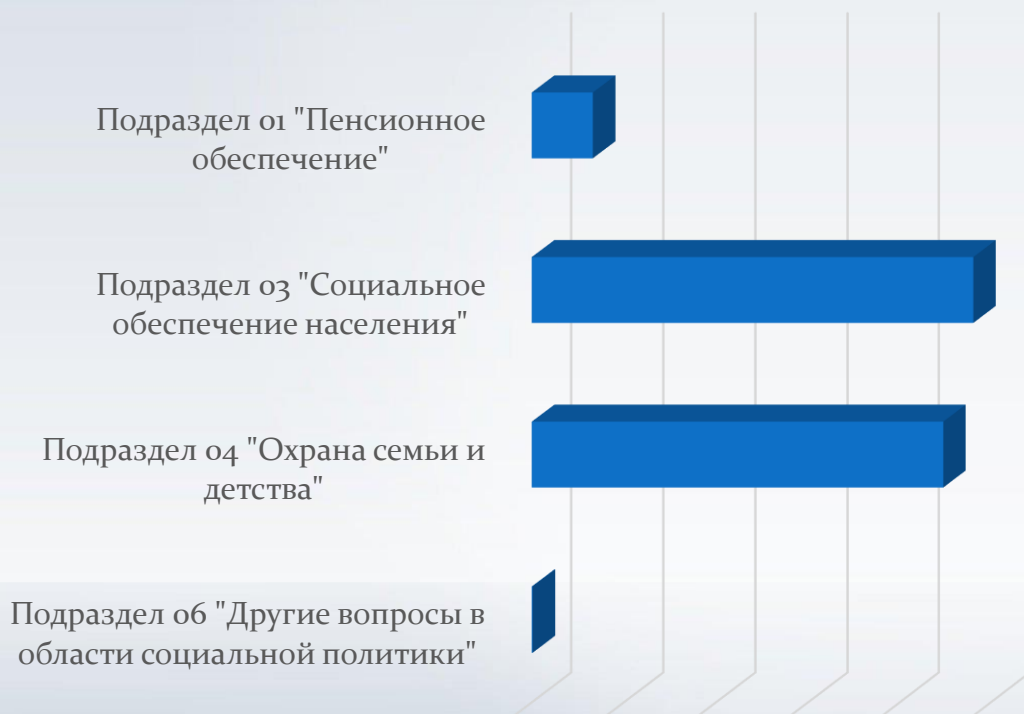 Подраздел 01 "Пенсионное
обеспечение"
Подраздел 03 "Социальное
обеспечение населения"
Подраздел 04 "Охрана семьи и
детства"
Подраздел 06 "Другие вопросы в
области социальной политики"